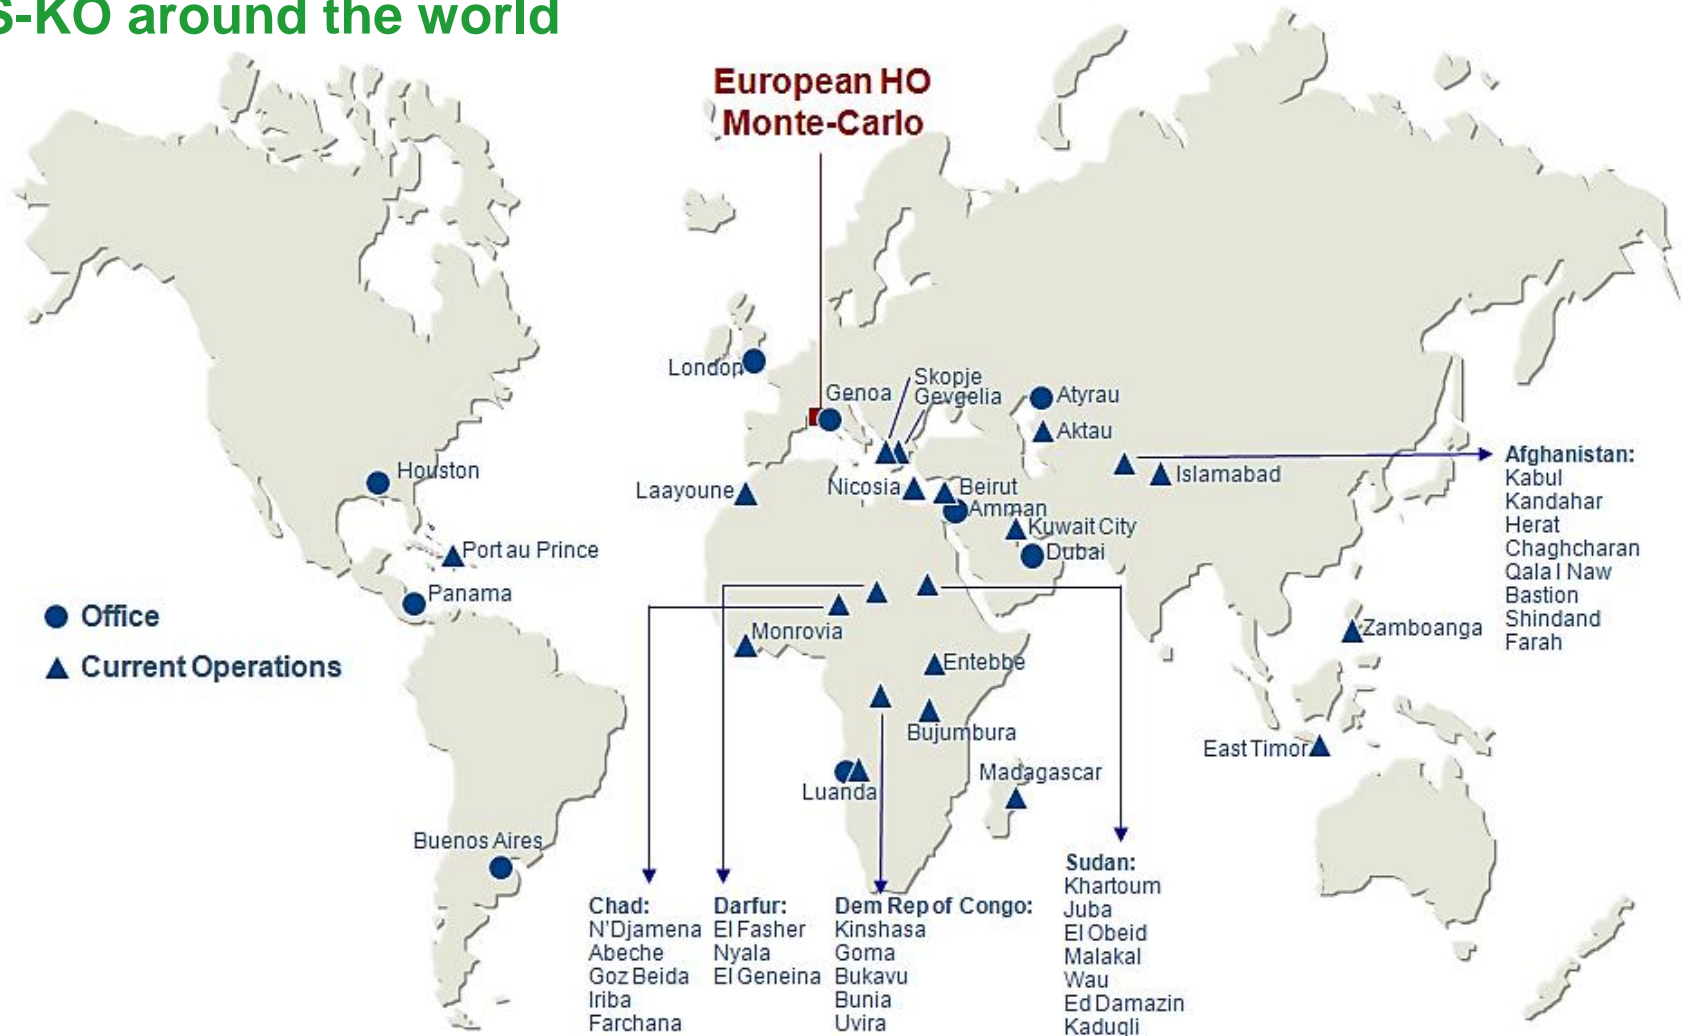 S-KO around the world
European HO
Monte-Carlo
London
Genoa
Skopje
Gevgelia
Atyrau
Aktau
Houston
Laayoune
Nicosia
Beirut
Amman
Islamabad
Kuwait City
Dubai
Port au Prince
Panama
Office
Current Operations
Monrovia
Entebbe
Bujumbura
Luanda
Madagascar
Zamboanga
East Timor
Buenos Aires
Afghanistan:
Kabul
Kandahar
Herat
Chaghcharan
Qala I Naw
Bastion
Shindand
Farah
Chad:
N'Djamena
Abeche
Goz Beida
Iriba
Farchana
Darfur:
El Fasher
Nyala
El Geneina
Dem Rep of Congo:
Kinshasa
Goma
Bukavu
Bunia
Uvira
Sudan:
Khartoum
Juba
El Obeid
Malakal
Wau
Ed Damazin
Kadugli